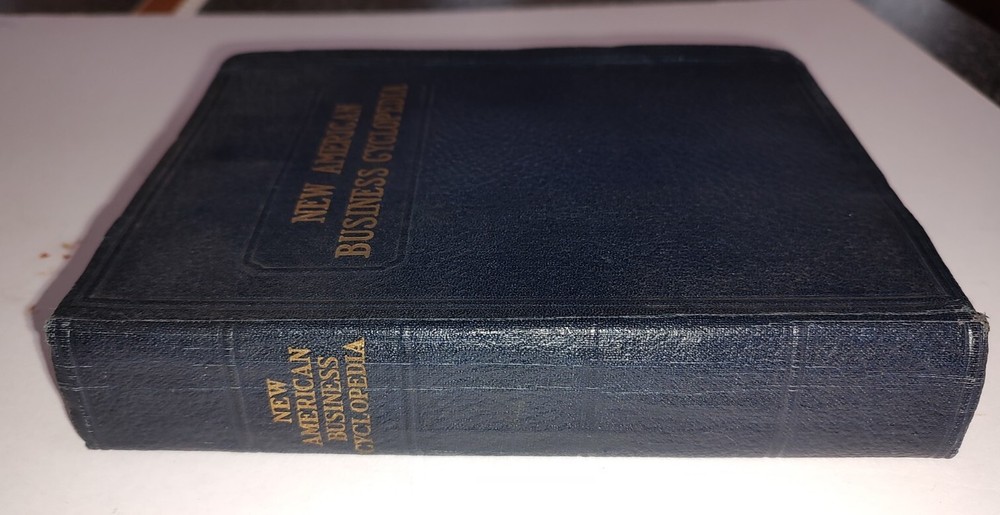 NEW AMERICAN
BUSINESS CYCLOPEDIA
NEW
AMERICAN
BUSINESS
CYCLOPEDIA